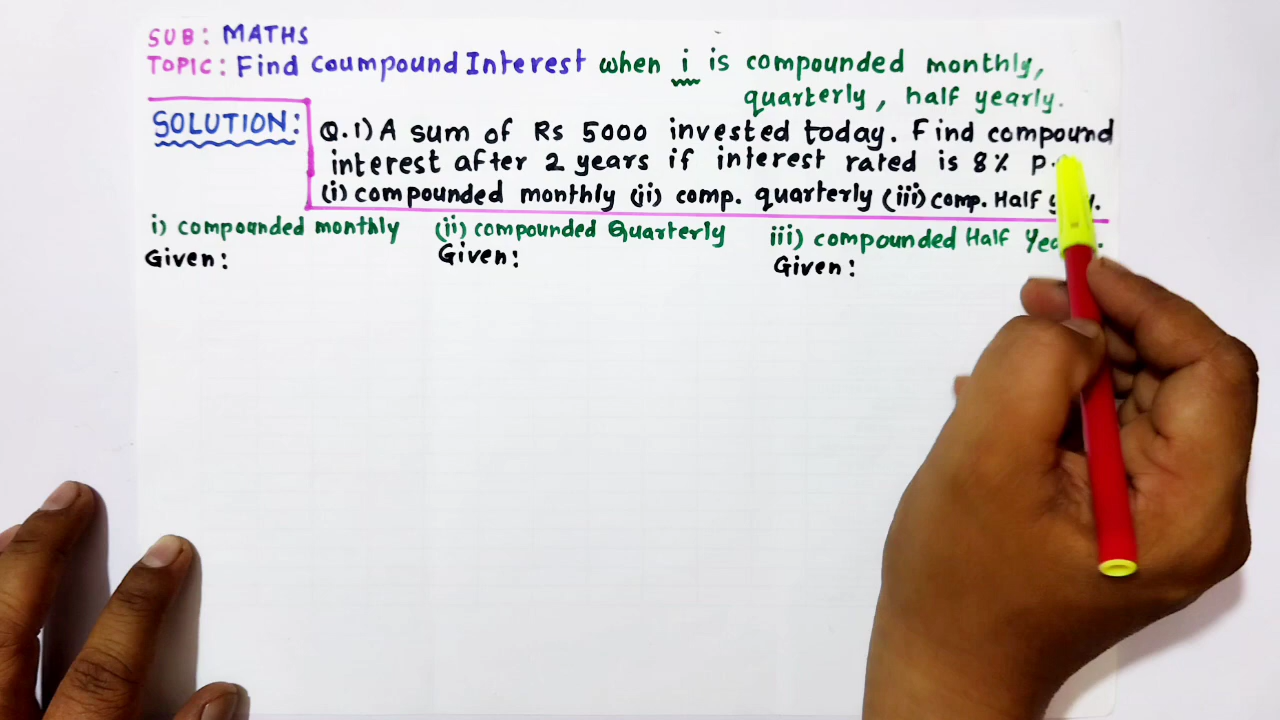 SUB: MATHS
TOPIC: Find Coumpound Interest when i is compounded monthly,
quarterly, half yearly.
SOLUTION:
Q.1) A sum of Rs 5000 invested today. Find compound
interest after 2 years if interest rated is 8% P.
(i) compounded monthly (ii) comp. quarterly (iii) comp. Half
i) compounded monthly
Given:
(ii) compounded Quarterly
Given:
iii) compounded Half
Given: